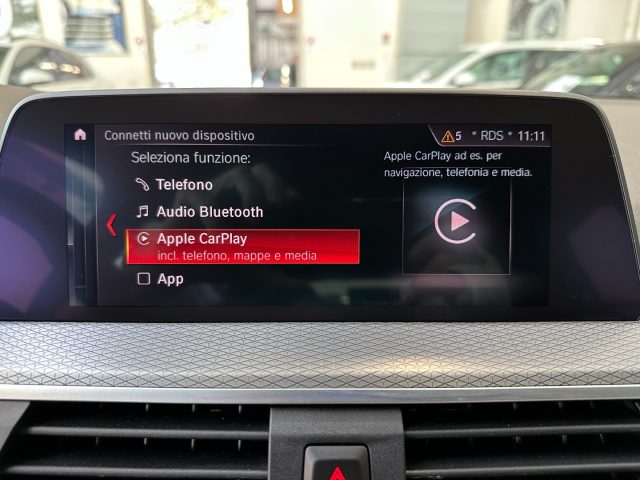 Connetti nuovo dispositivo
5 * RDS * 11:11
Seleziona funzione:
Telefono
Audio Bluetooth
Apple CarPlay
incl. telefono, mappe e media
App
Apple CarPlay ad es. per
navigazione, telefonia e media.